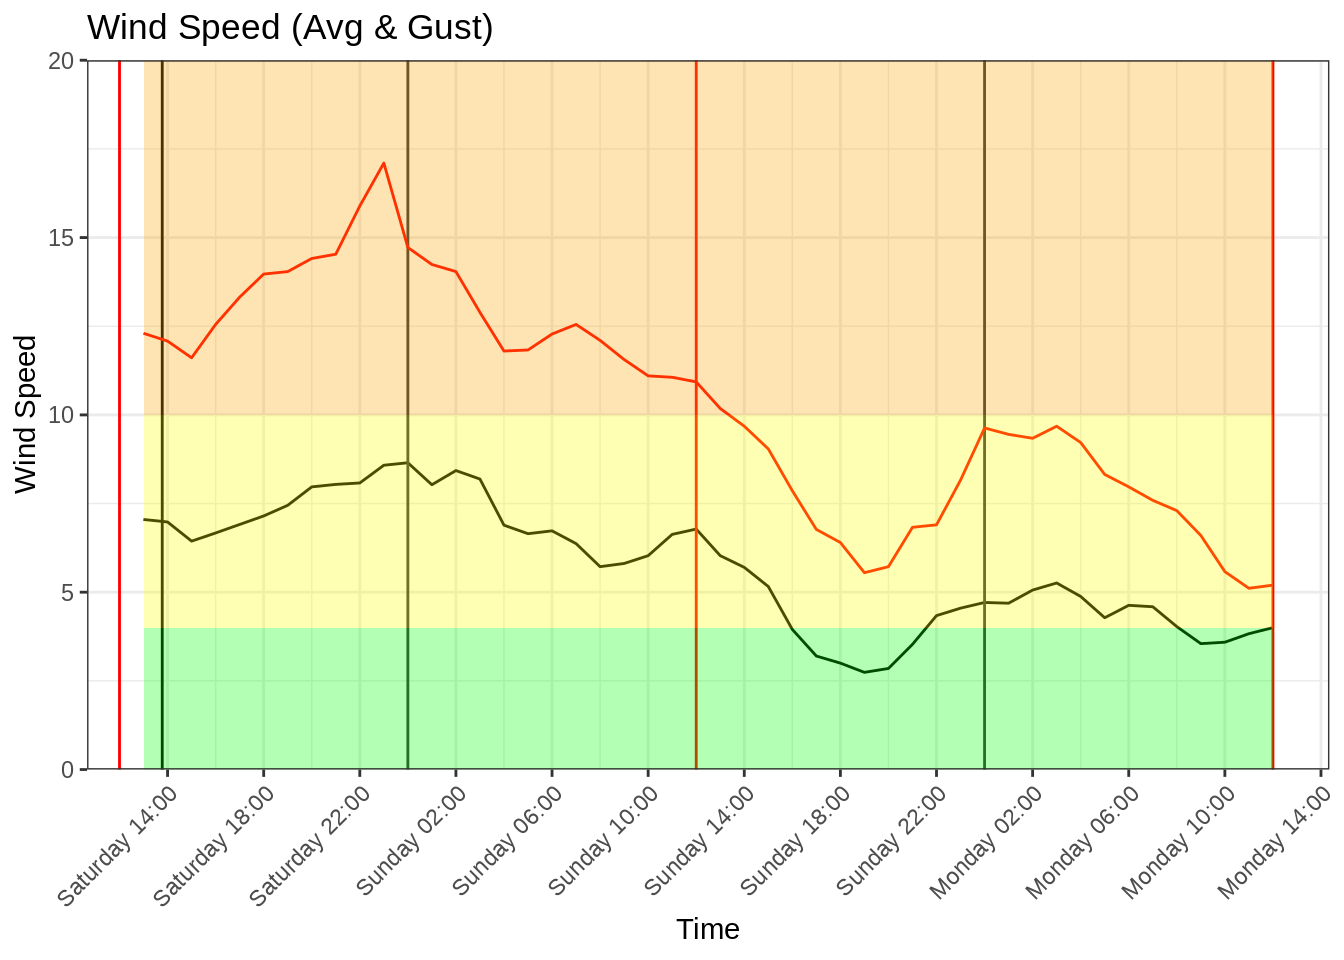 Wind Speed (Avg & Gust)
20
15
10
5
0
Wind Speed
Saturday 14:00
Saturday 18:00
Saturday 22:00
Sunday 02:00
Sunday 06:00
Sunday 10:00
Sunday 14:00
Sunday 18:00
Sunday 22:00
Monday 02:00
Monday 06:00
Monday 10:00
Monday 14:00
Time